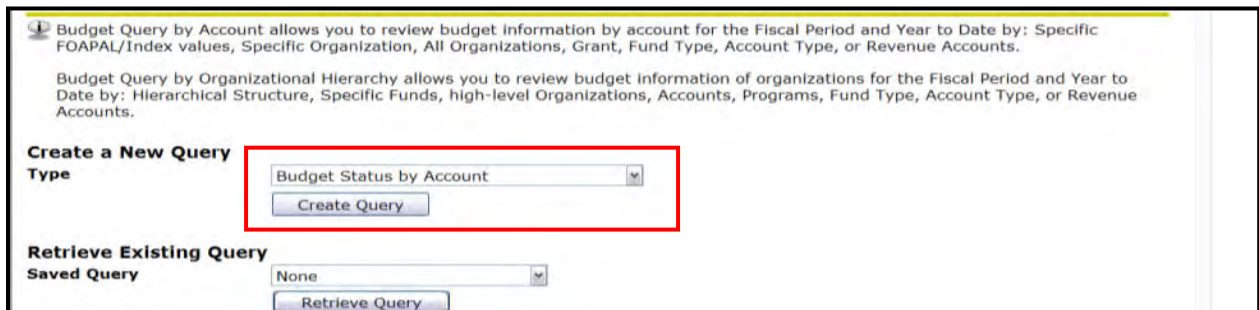 Budget Query by Account allows you to review budget information by account for the Fiscal Period and Year to Date by: Specific
FOAPAL/Index values, Specific Organization, All Organizations, Grant, Fund Type, Account Type, or Revenue Accounts.
Budget Query by Organizational Hierarchy allows you to review budget information of organizations for the Fiscal Period and Year to
Date by: Hierarchical Structure, Specific Funds, high-level Organizations, Accounts, Programs, Fund Type, Account Type, or Revenue
Accounts.
Create a New Query
Type Budget Status by Account
Create Query
Retrieve Existing Query
Saved Query None
Retrieve Query